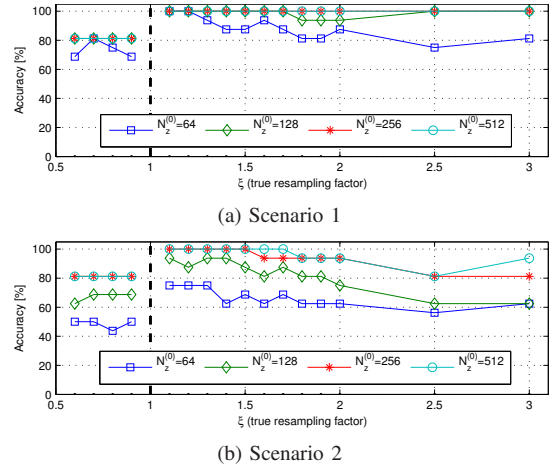 100
80
60
40
20
0
Accuracy [%]
N_z^(0)=64 N_z^(0)=128 N_z^(0)=256 N_z^(0)=512
0.5 1 1.5 2 2.5 3
ξ (true resampling factor)
(a) Scenario 1
100
80
60
40
20
0
Accuracy [%]
N_z^(0)=64 N_z^(0)=128 N_z^(0)=256 N_z^(0)=512
0.5 1 1.5 2 2.5 3
ξ (true resampling factor)
(b) Scenario 2